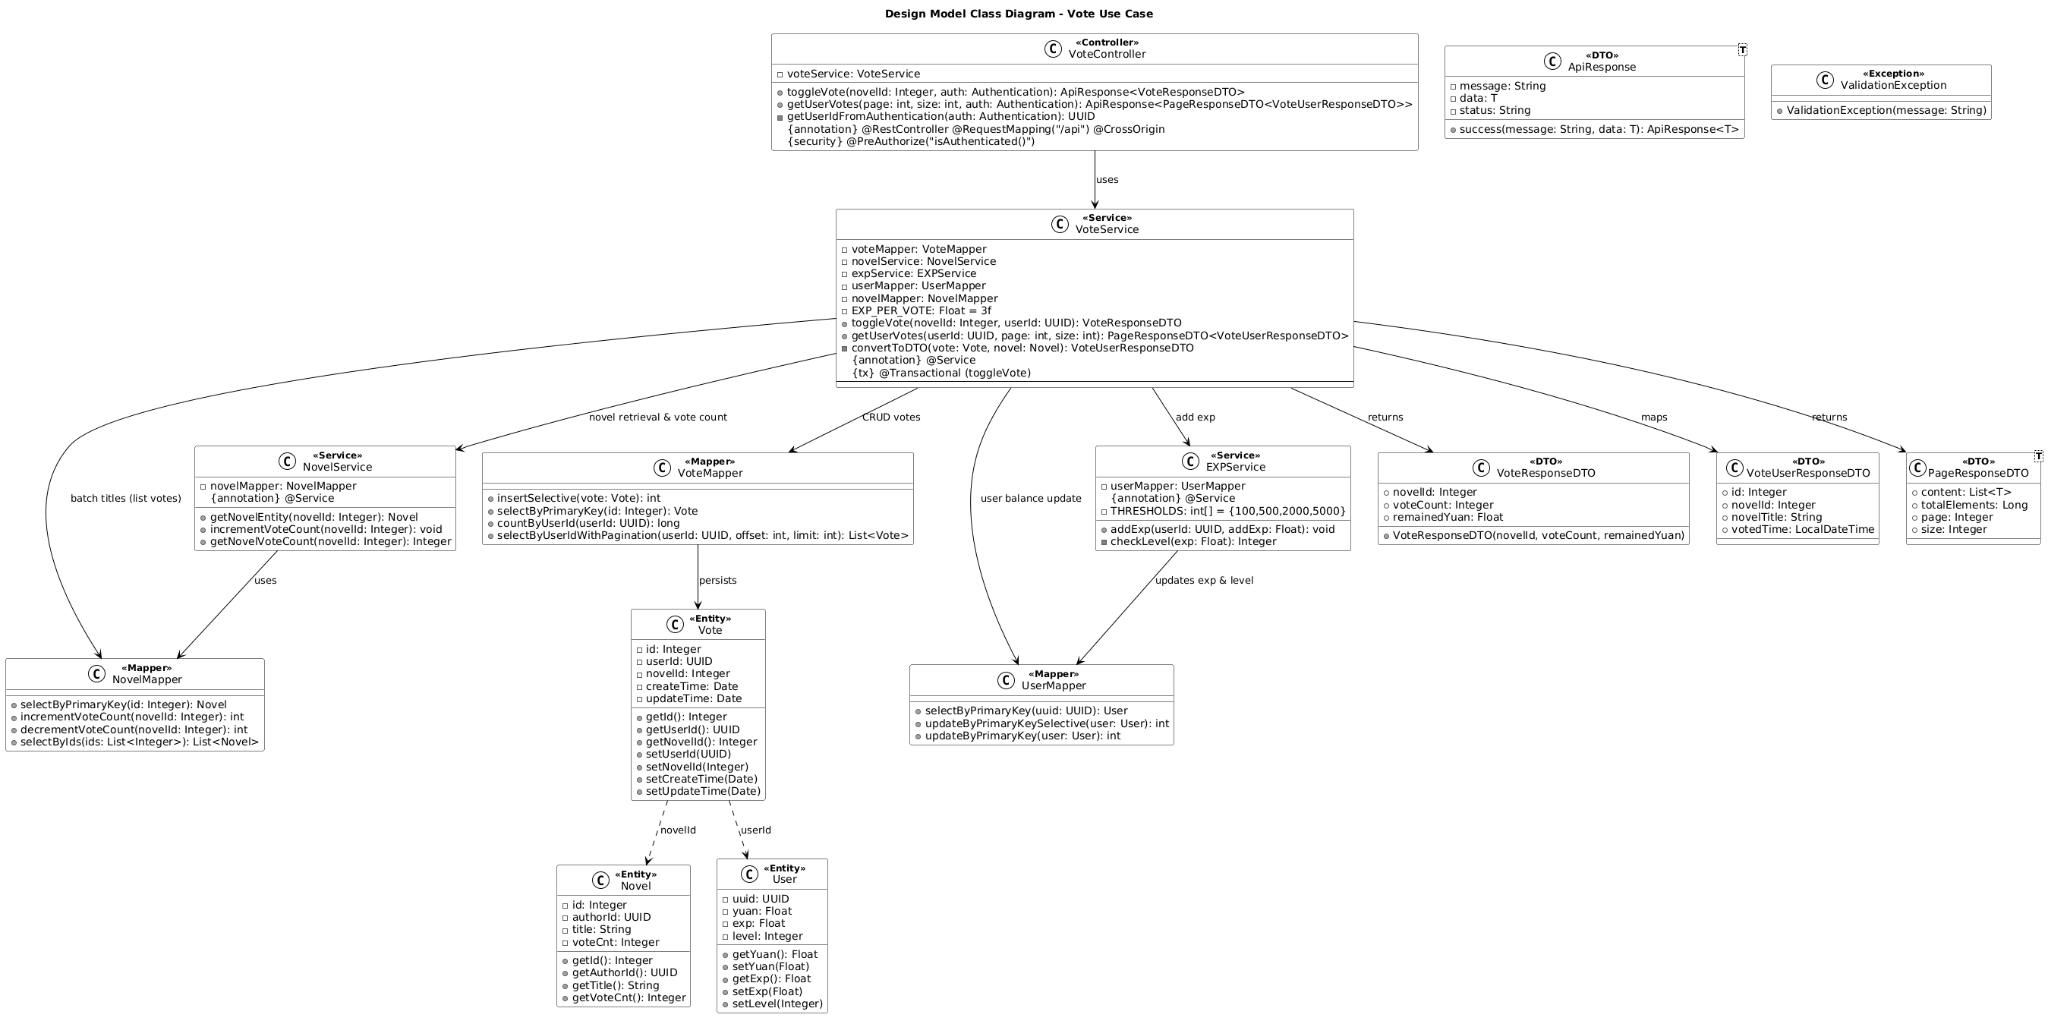 Design Model Class Diagram - Vote Use Case
C «Controller»
VoteController
voteService: VoteService
toggleVote(novelId: Integer, auth: Authentication): ApiResponse<VoteResponseDTO>
getUserVotes(page: int, size: int, auth: Authentication): ApiResponse<PageResponseDTO<VoteUserResponseDTO>>
getUserIdFromAuthentication(auth: Authentication): UUID
{annotation} @RestController @RequestMapping("/api") @CrossOrigin
{security} @PreAuthorize("isAuthenticated()")
T
C «DTO»
ApiResponse
message: String
data: T
status: String
success(message: String, data: T): ApiResponse<T>
C «Exception»
ValidationException
ValidationException(message: String)
uses
C «Service»
VoteService
voteMapper: VoteMapper
novelService: NovelService
expService: EXPService
userMapper: UserMapper
novelMapper: NovelMapper
EXP_PER_VOTE: Float = 3f
toggleVote(novelId: Integer, userId: UUID): VoteResponseDTO
getUserVotes(userId: UUID, page: int, size: int): PageResponseDTO<VoteUserResponseDTO>
convertToDTO(vote: Vote, novel: Novel): VoteUserResponseDTO
{annotation} @Service
{tx} @Transactional (toggleVote)
novel retrieval & vote count
CRUD votes
add exp
returns
maps
returns
batch titles (list votes)
user balance update
C «Service»
NovelService
novelMapper: NovelMapper
{annotation} @Service
getNovelEntity(novelId: Integer): Novel
incrementVoteCount(novelId: Integer): void
getNovelVoteCount(novelId: Integer): Integer
C «Mapper»
VoteMapper
insertSelective(vote: Vote): int
selectByPrimaryKey(id: Integer): Vote
countByUserId(userId: UUID): long
selectByUserIdWithPagination(userId: UUID, offset: int, limit: int): List<Vote>
C «Service»
EXPService
userMapper: UserMapper
{annotation} @Service
THRESHOLDS: int[] = {100,500,2000,5000}
addExp(userId: UUID, addExp: Float): void
checkLevel(exp: Float): Integer
C «DTO»
VoteResponseDTO
novelId: Integer
voteCount: Integer
remainedYuan: Float
VoteResponseDTO(novelId, voteCount, remainedYuan)
C «DTO»
VoteUserResponseDTO
id: Integer
novelId: Integer
novelTitle: String
votedTime: LocalDateTime
T
C «DTO»
PageResponseDTO
content: List<T>
totalElements: Long
page: Integer
size: Integer
uses
persists
updates exp & level
C «Mapper»
NovelMapper
selectByPrimaryKey(id: Integer): Novel
incrementVoteCount(novelId: Integer): int
decrementVoteCount(novelId: Integer): int
selectByIds(ids: List<Integer>): List<Novel>
C «Entity»
Vote
id: Integer
userId: UUID
novelId: Integer
createTime: Date
updateTime: Date
getId(): Integer
getUserId(): UUID
getNovelId(): Integer
setUserId(UUID)
setNovelId(Integer)
setCreateTime(Date)
setUpdateTime(Date)
C «Mapper»
UserMapper
selectByPrimaryKey(uuid: UUID): User
updateByPrimaryKeySelective(user: User): int
updateByPrimaryKey(user: User): int
novelId
userId
C «Entity»
Novel
id: Integer
authorId: UUID
title: String
voteCnt: Integer
getId(): Integer
getAuthorId(): UUID
getTitle(): String
getVoteCnt(): Integer
C «Entity»
User
uuid: UUID
yuan: Float
exp: Float
level: Integer
getYuan(): Float
setYuan(Float)
getExp(): Float
setExp(Float)
setLevel(Integer)